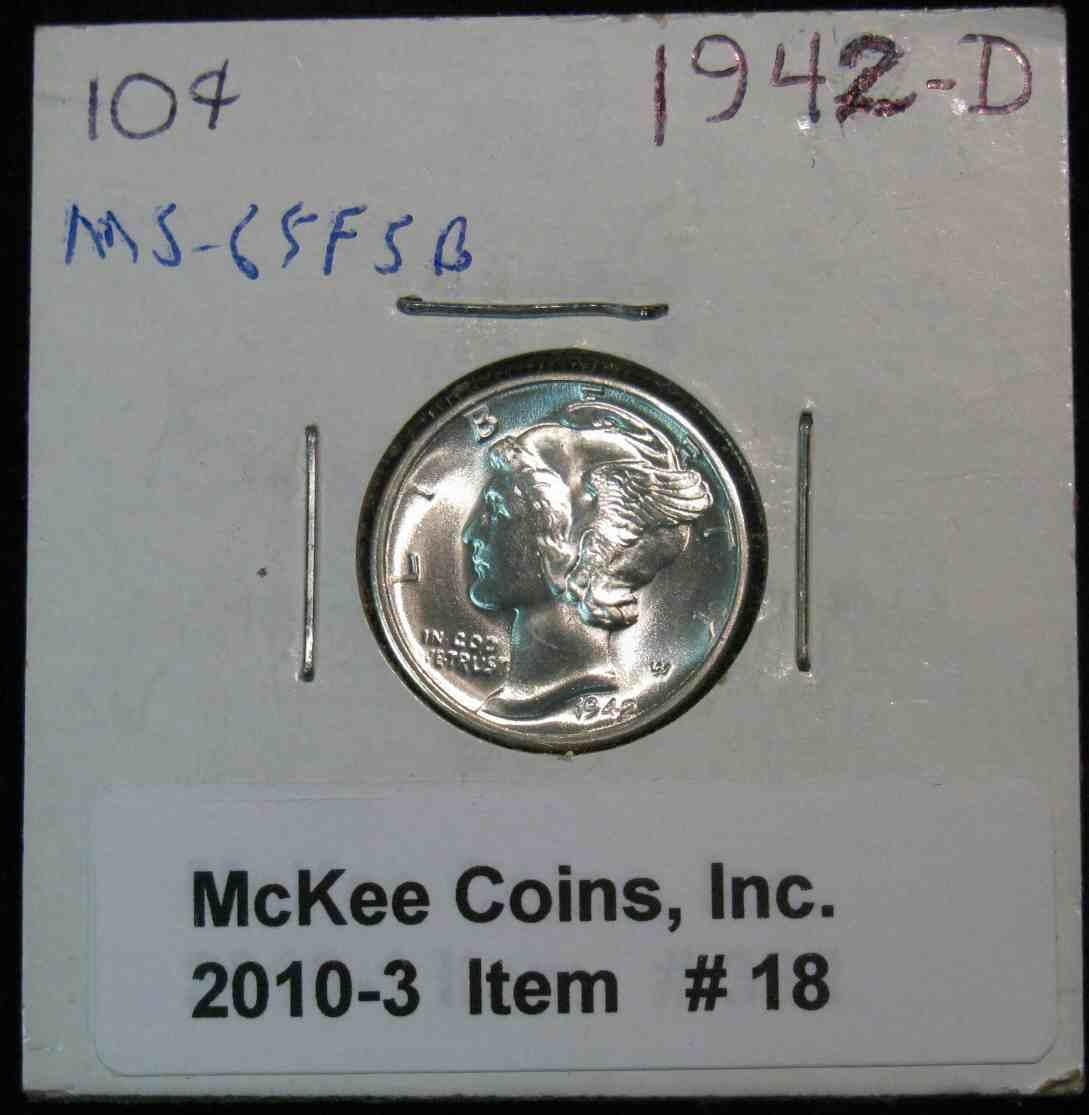 10¢ 1942-D
MS-65FSB
LIBERTY
IN GOD
WE TRUST
1942
McKee Coins, Inc.
2010-3 Item # 18